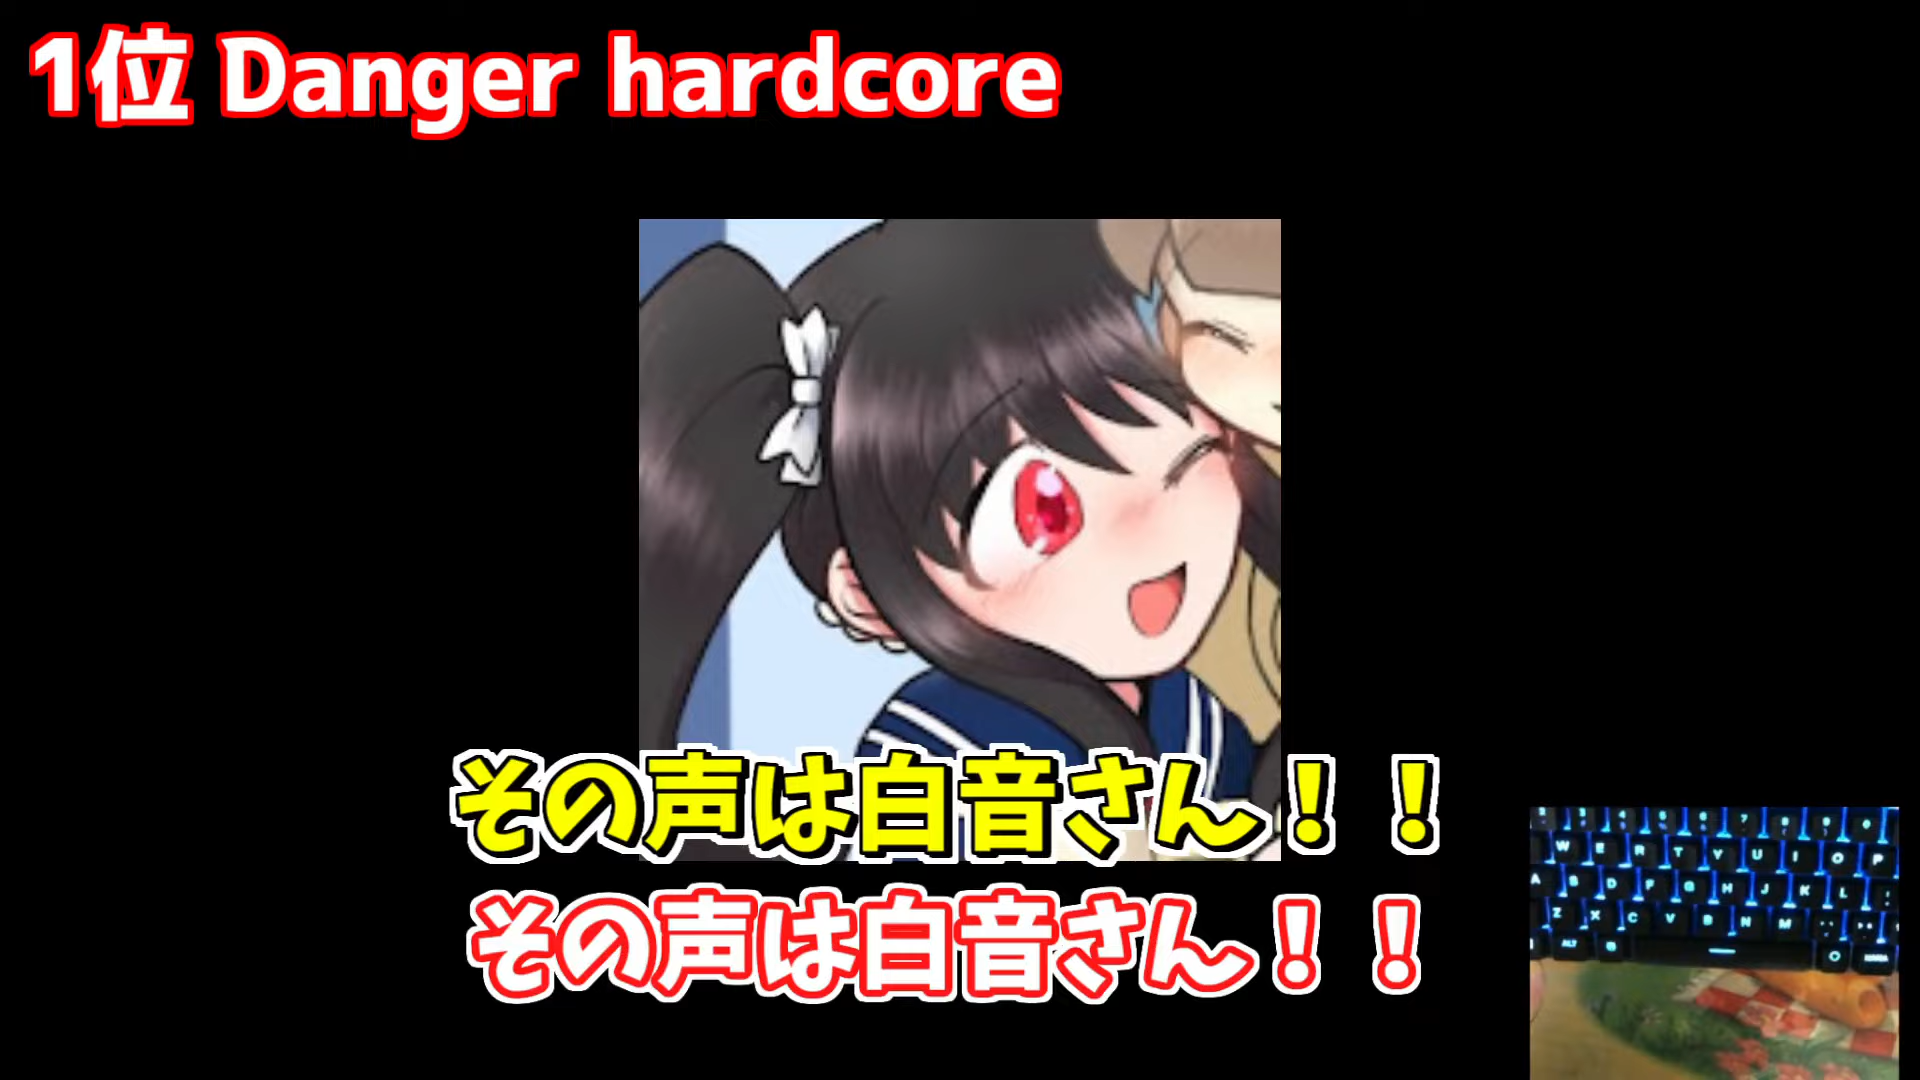 1位 Danger hardcore
その声は白音さん！！
その声は白音さん！！
W E R T Y U I O P
A S D F G H J K L
Z X C V B N M
ALT